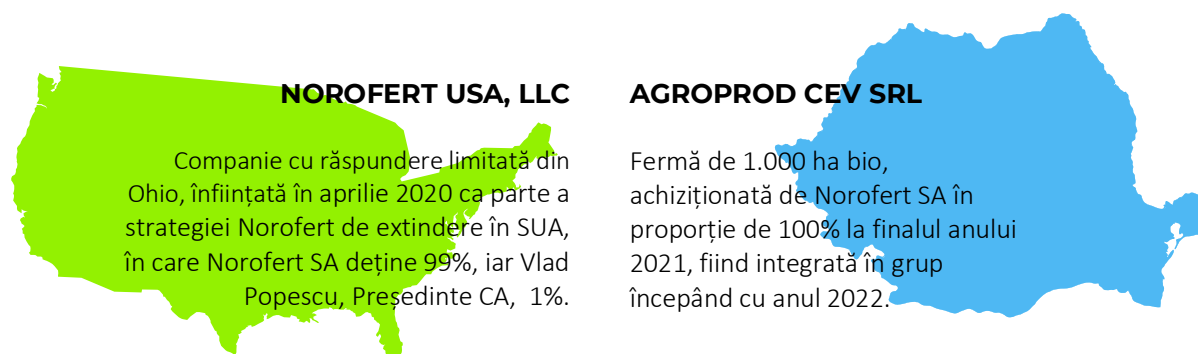 NOROFERT USA, LLC
Companie cu răspundere limitată din
Ohio, înființată în aprilie 2020 ca parte a
strategiei Norofert de extindere în SUA,
în care Norofert SA deține 99%, iar Vlad
Popescu, Președinte CA, 1%.
AGROPROD CEV SRL
Fermă de 1.000 ha bio,
achiziționată de Norofert SA în
proporție de 100% la finalul anului
2021, fiind integrată în grup
începând cu anul 2022.